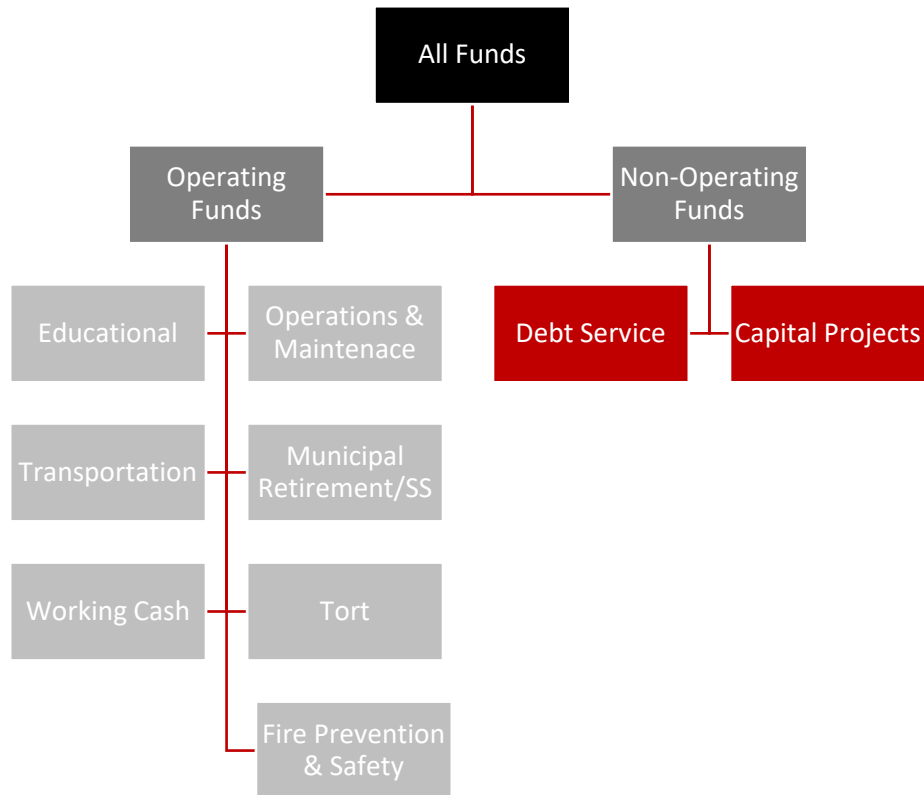 All Funds
Operating
Funds
Non-Operating
Funds
Educational
Operations &
Maintenace
Debt Service
Capital Projects
Transportation
Municipal
Retirement/SS
Working Cash
Tort
Fire Prevention
& Safety